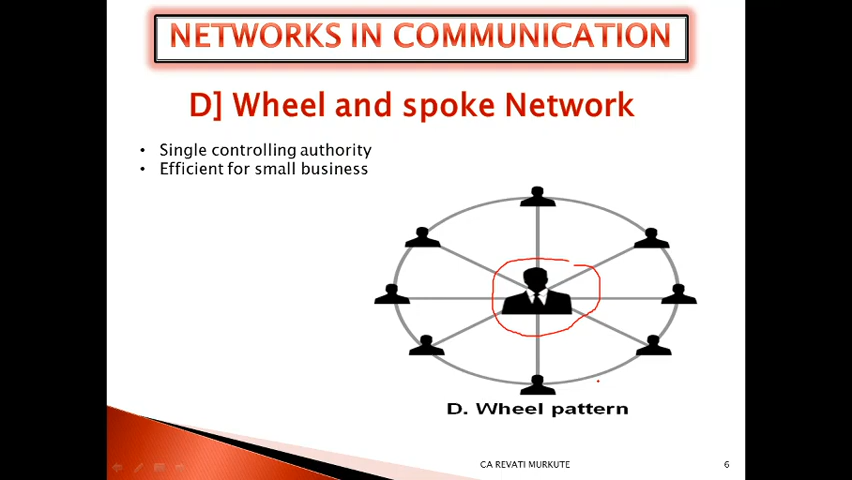 NETWORKS IN COMMUNICATION
D] Wheel and spoke Network
• Single controlling authority
• Efficient for small business
D. Wheel pattern
CA REVATI MURKUTE
6